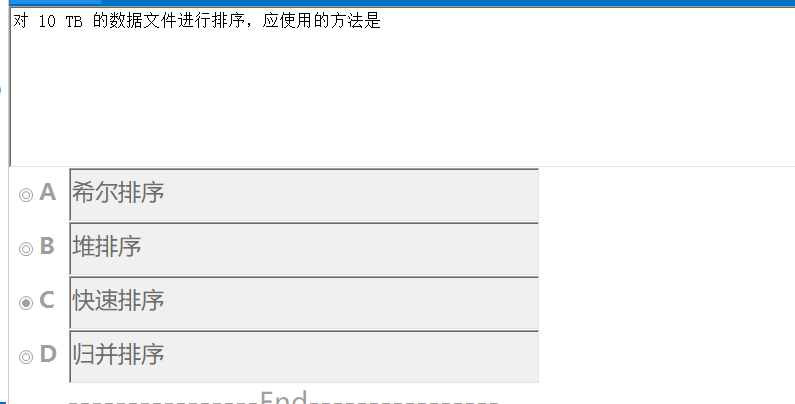 对 10 TB 的数据文件进行排序，应使用的方法是
A 希尔排序
B 堆排序
C 快速排序
D 归并排序
----------------End----------------